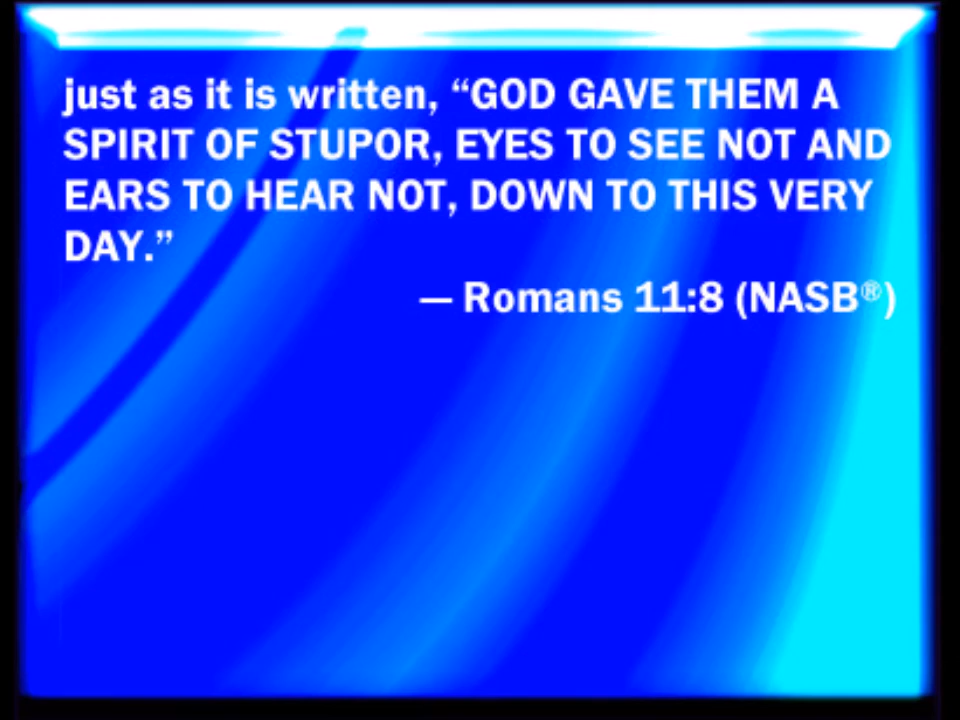 just as it is written, “GOD GAVE THEM A
SPIRIT OF STUPOR, EYES TO SEE NOT AND
EARS TO HEAR NOT, DOWN TO THIS VERY
DAY.”
— Romans 11:8 (NASB®)